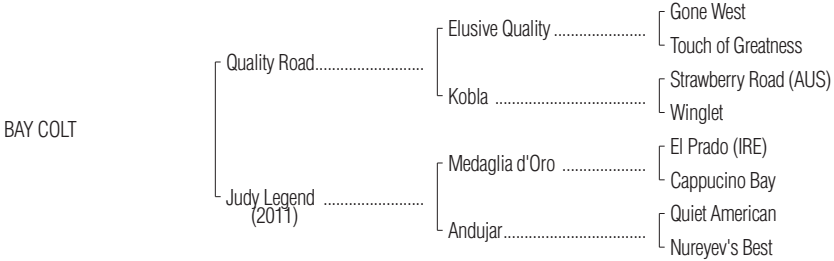 Gone West
Elusive Quality ......................
Touch of Greatness
Quality Road..........................
Strawberry Road (AUS)
Kobla ....................................
Winglet
BAY COLT
El Prado (IRE)
Medaglia d'Oro ....................
Cappucino Bay
Judy Legend ........................
(2011)
Quiet American
Andujar..................................
Nureyev's Best